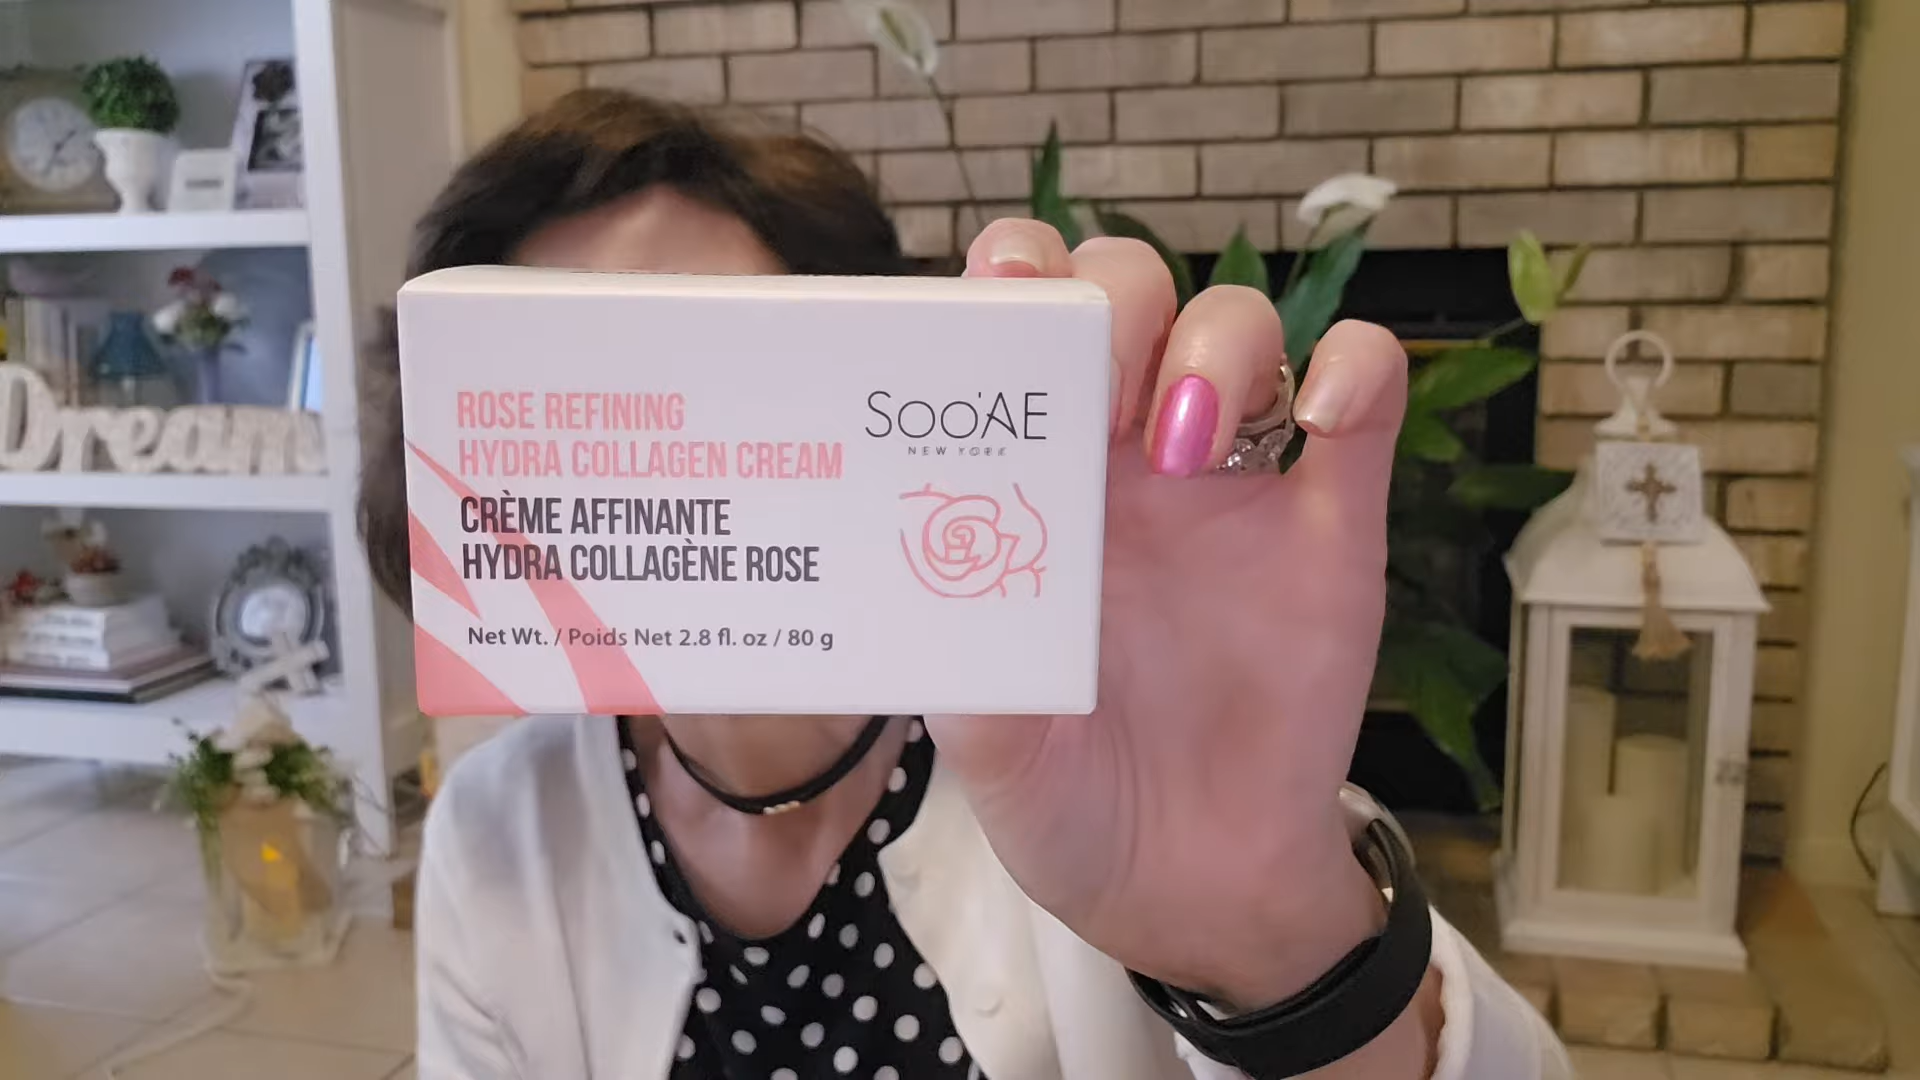 Dream
ROSE REFINING
HYDRA COLLAGEN CREAM
CRÈME AFFINANTE
HYDRA COLLAGÈNE ROSE
Net Wt. / Poids Net 2.8 fl. oz / 80 g
SOO'AE
NEW YORK